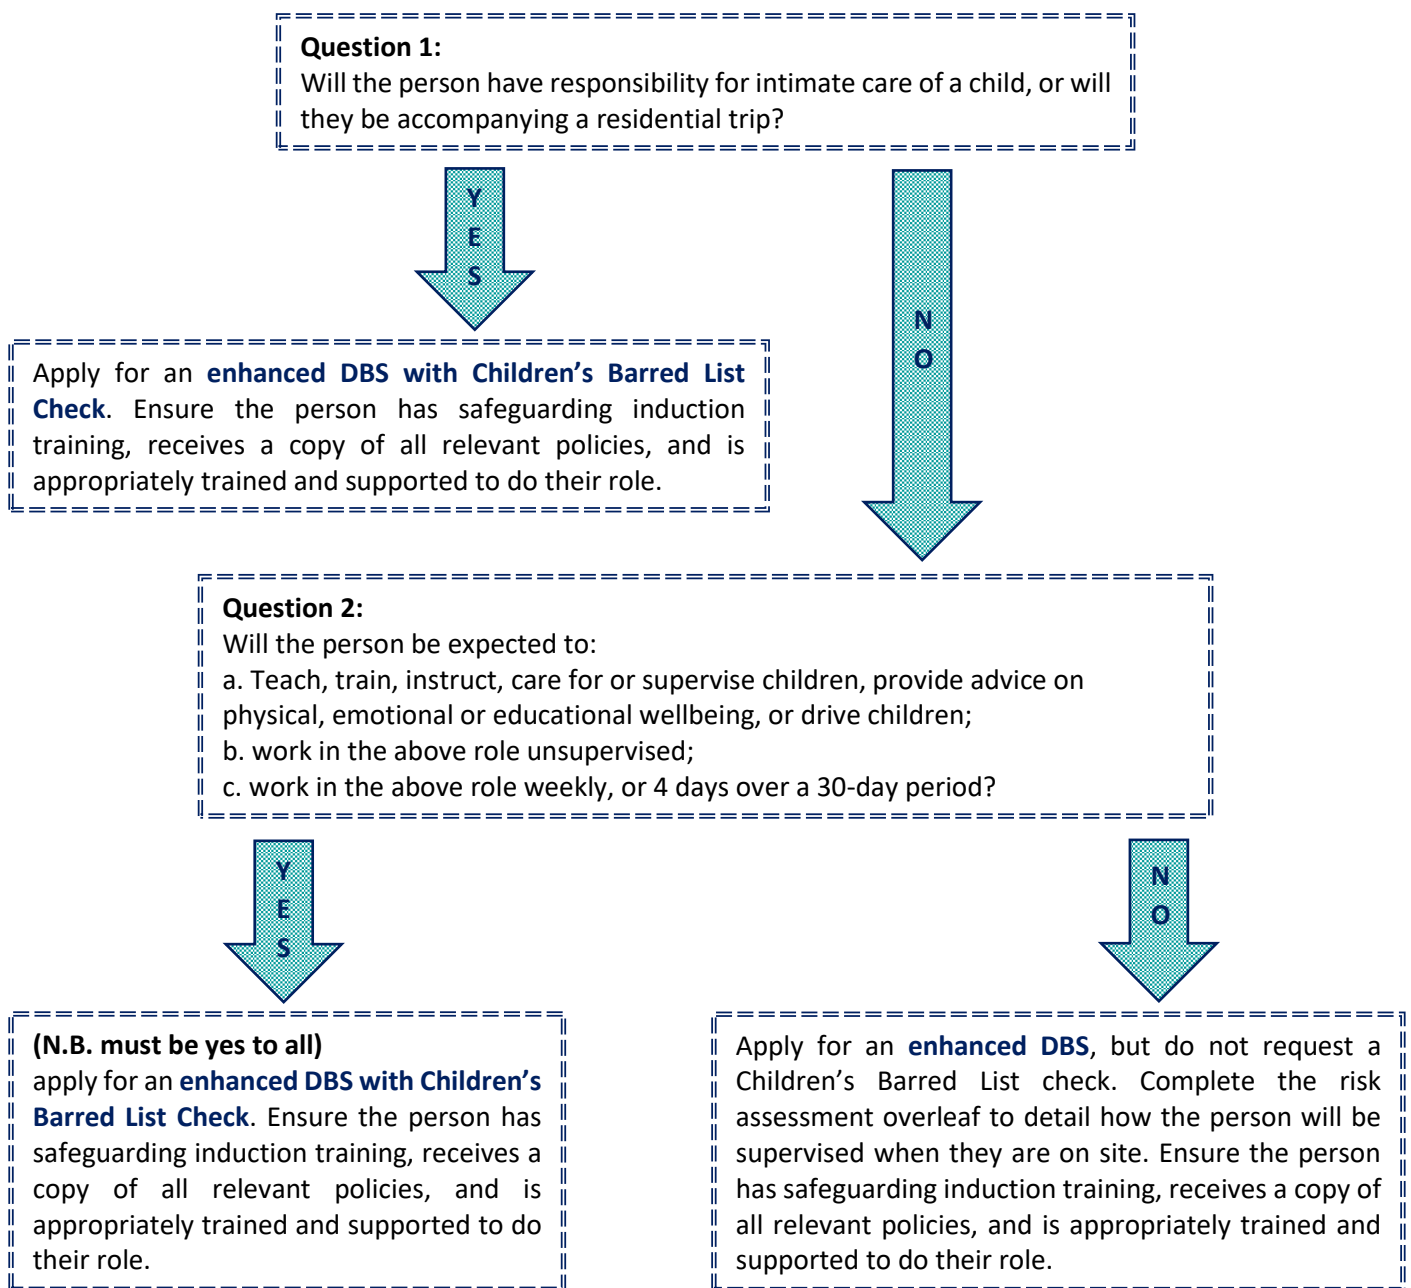 Question 1:
Will the person have responsibility for intimate care of a child, or will
they be accompanying a residential trip?
YES
NO
Apply for an enhanced DBS with Children’s Barred List
Check. Ensure the person has safeguarding induction
training, receives a copy of all relevant policies, and is
appropriately trained and supported to do their role.
Question 2:
Will the person be expected to:
a. Teach, train, instruct, care for or supervise children, provide advice on
physical, emotional or educational wellbeing, or drive children;
b. work in the above role unsupervised;
c. work in the above role weekly, or 4 days over a 30-day period?
YES
NO
(N.B. must be yes to all)
apply for an enhanced DBS with Children’s
Barred List Check. Ensure the person has
safeguarding induction training, receives a
copy of all relevant policies, and is
appropriately trained and supported to do
their role.
Apply for an enhanced DBS, but do not request a
Children’s Barred List check. Complete the risk
assessment overleaf to detail how the person will be
supervised when they are on site. Ensure the person
has safeguarding induction training, receives a copy of
all relevant policies, and is appropriately trained and
supported to do their role.